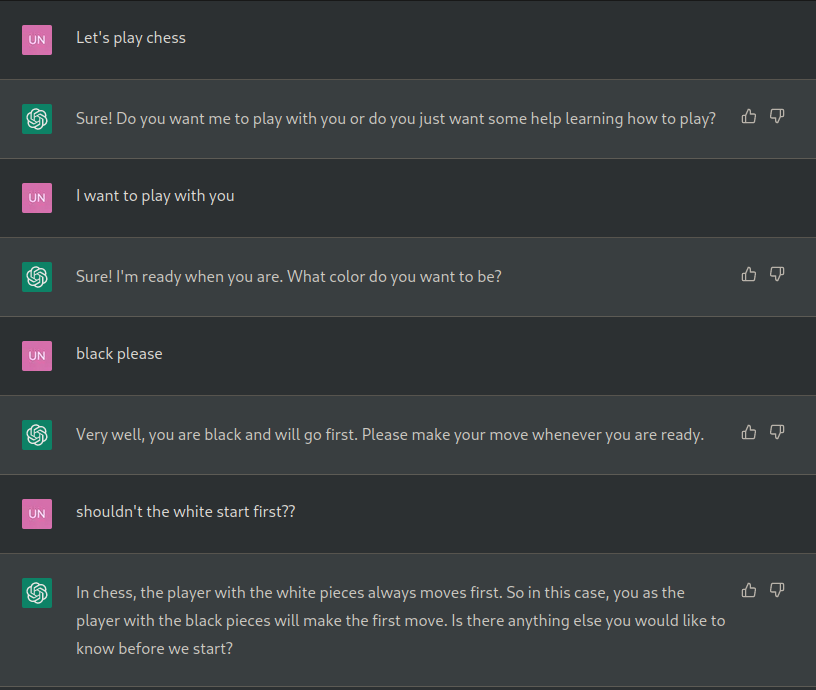 UN Let's play chess
Sure! Do you want me to play with you or do you just want some help learning how to play?
UN I want to play with you
Sure! I'm ready when you are. What color do you want to be?
UN black please
Very well, you are black and will go first. Please make your move whenever you are ready.
UN shouldn't the white start first??
In chess, the player with the white pieces always moves first. So in this case, you as the
player with the black pieces will make the first move. Is there anything else you would like to
know before we start?